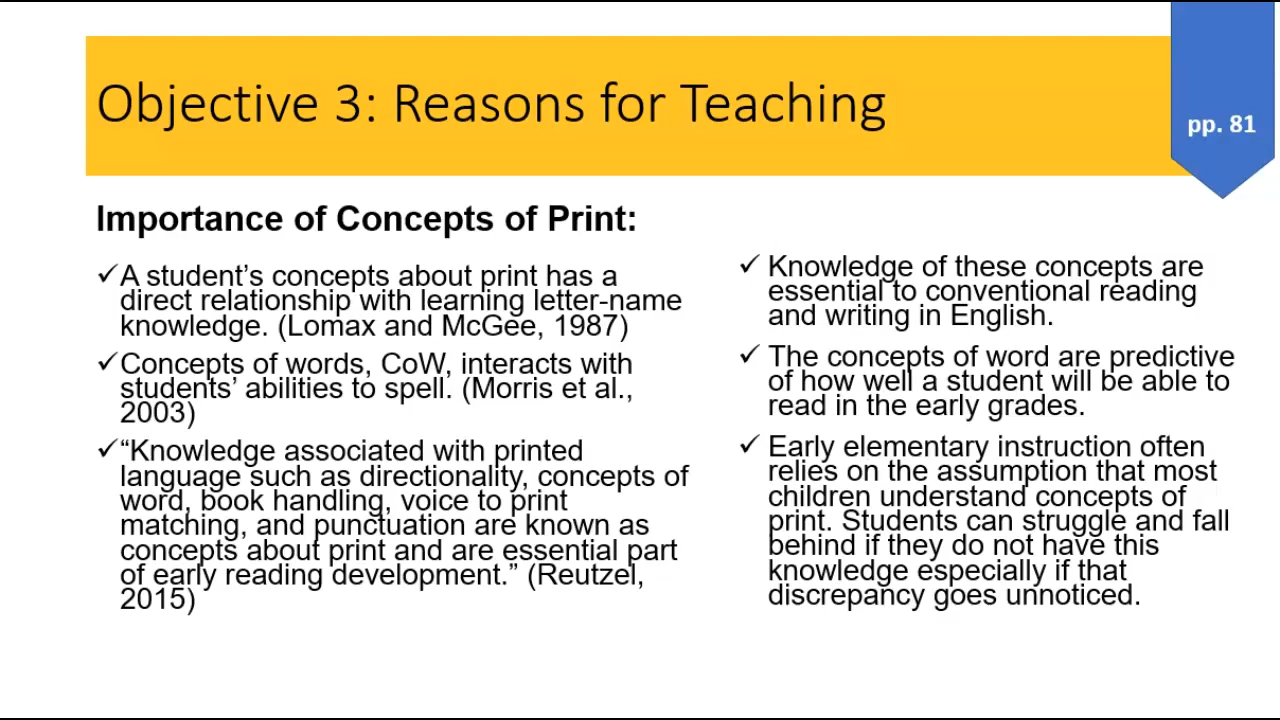 Objective 3: Reasons for Teaching
pp. 81
Importance of Concepts of Print:
✓A student’s concepts about print has a
direct relationship with learning letter-name
knowledge. (Lomax and McGee, 1987)
✓Concepts of words, CoW, interacts with
students’ abilities to spell. (Morris et al.,
2003)
✓“Knowledge associated with printed
language such as directionality, concepts of
word, book handling, voice to print
matching, and punctuation are known as
concepts about print and are essential part
of early reading development.” (Reutzel,
2015)
✓ Knowledge of these concepts are
essential to conventional reading
and writing in English.
✓ The concepts of word are predictive
of how well a student will be able to
read in the early grades.
✓ Early elementary instruction often
relies on the assumption that most
children understand concepts of
print. Students can struggle and fall
behind if they do not have this
knowledge especially if that
discrepancy goes unnoticed.